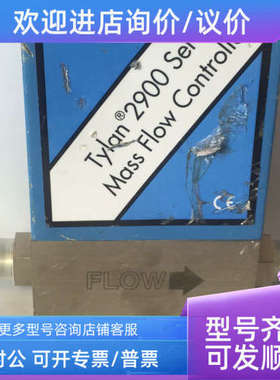 欢迎进店询价/议价
Tylan® 2900 Ser
Mass Flow Controll
CE
FLOW
更多型号咨询店铺客服
对公 可开专票/普票
型号齐
可发顺